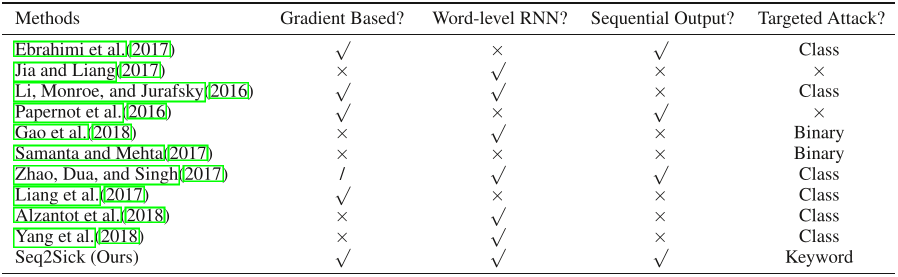 Methods Gradient Based? Word-level RNN? Sequential Output? Targeted Attack?
Ebrahimi et al.(2017) √ × √ Class
Jia and Liang(2017) × √ × ×
Li, Monroe, and Jurafsky(2016) √ √ × Class
Papernot et al.(2016) √ × √ ×
Gao et al.(2018) × √ × Binary
Samanta and Mehta(2017) × × × Binary
Zhao, Dua, and Singh(2017) / √ √ Class
Liang et al.(2017) √ × × Class
Alzantot et al.(2018) × √ × Class
Yang et al.(2018) × √ × Class
Seq2Sick (Ours) √ √ √ Keyword